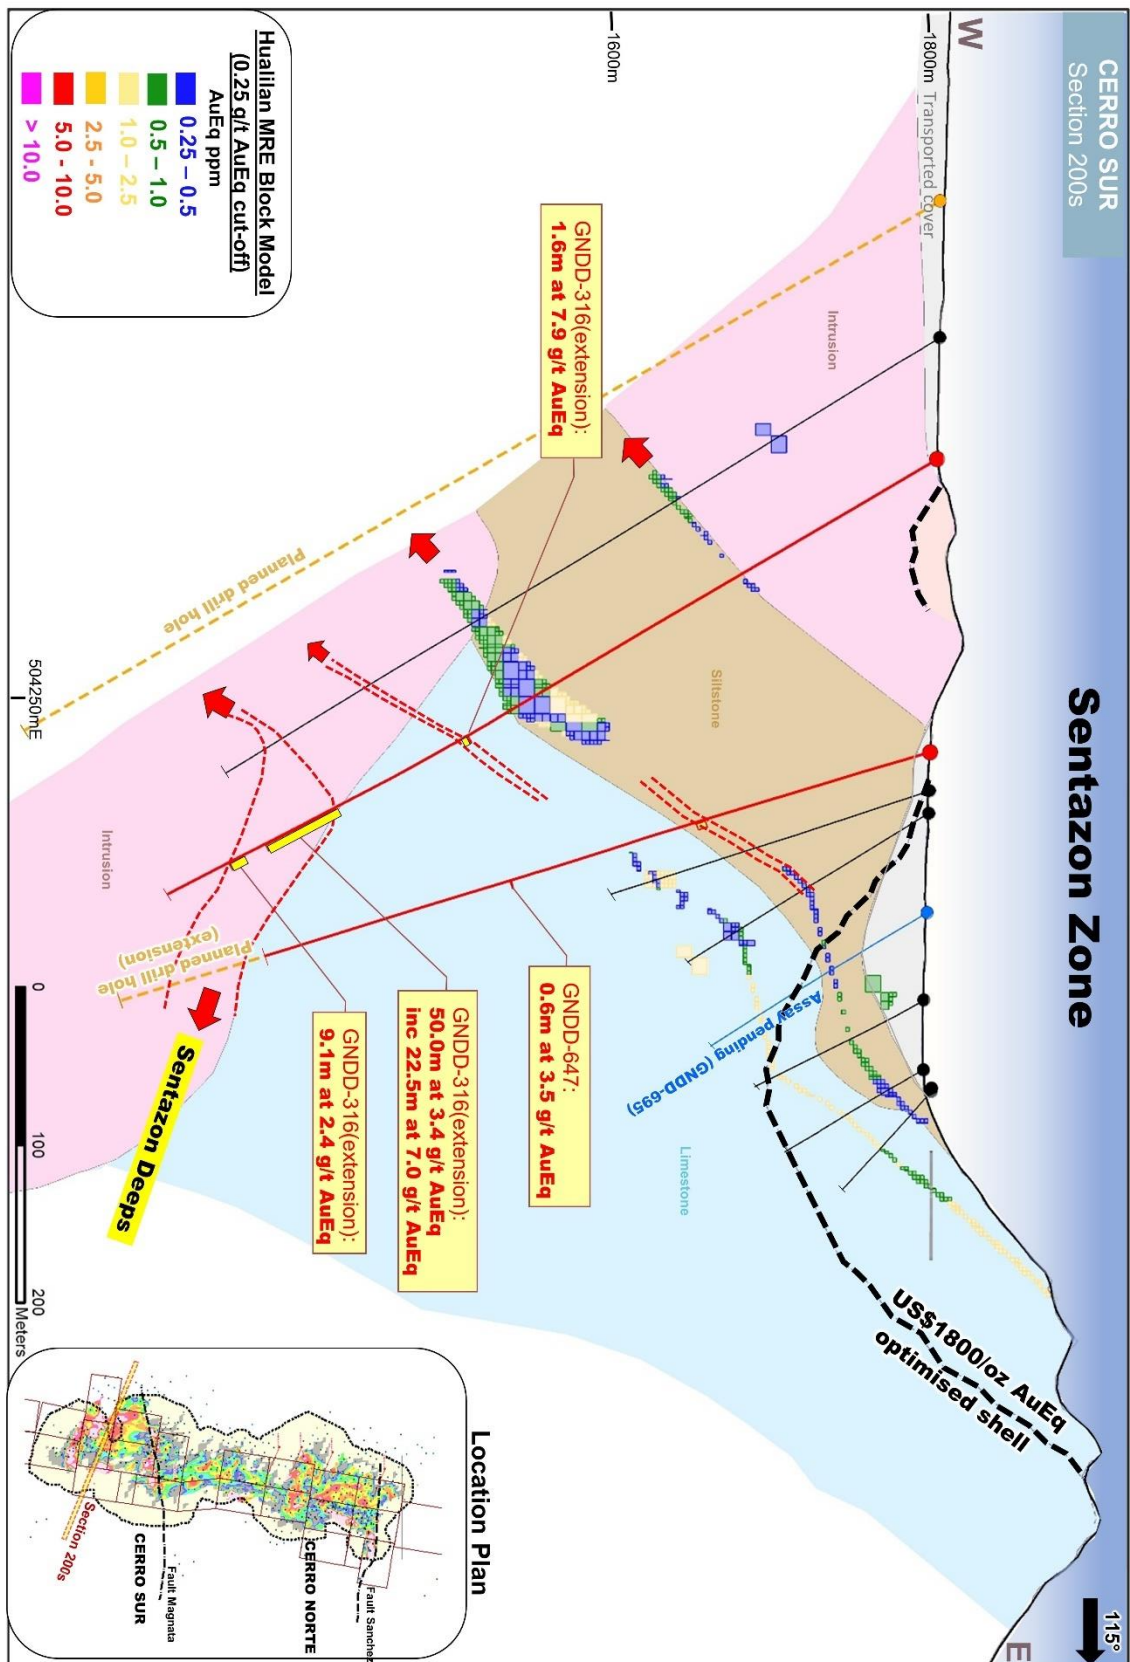 CERRO SUR
Section 200s
Sentazon Zone
115°
W
E
1800m
Transported cover
1600m
Intrusion
Siltstone
Limestone
Intrusion
US$1800/oz AuEq
optimised shell
Assay pending (GNDD-695)
GNDD-316(extension):
1.6m at 7.9 g/t AuEq
GNDD-647:
0.6m at 3.5 g/t AuEq
GNDD-316(extension):
50.0m at 3.4 g/t AuEq
inc 22.5m at 7.0 g/t AuEq
GNDD-316(extension):
9.1m at 2.4 g/t AuEq
Planned drill hole
Planned drill hole
(extension)
Sentazon Deeps
Hualilan MRE Block Model
(0.25 g/t AuEq cut-off)
AuEq ppm
0.25 – 0.5
0.5 – 1.0
1.0 – 2.5
2.5 - 5.0
5.0 - 10.0
> 10.0
504250mE
0
100
200
Meters
Location Plan
Fault Sanchez
CERRO NORTE
Fault Magnata
CERRO SUR
Section 200s